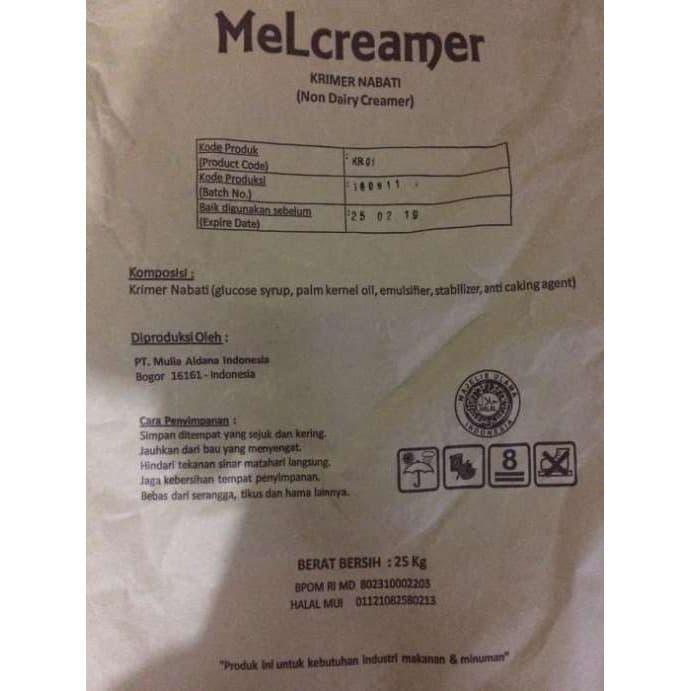 MeLcreamer
KRIMER NABATI
(Non Dairy Creamer)
Kode Produk
(Product Code)
: KR01
Kode Produksi
(Batch No.)
Baik digunakan sebelum
(Expire Date)
:25 02 19
Komposisi :
Krimer Nabati (glucose syrup, palm kernel oil, emulsifier, stabilizer, anti caking agent)
Diproduksi Oleh :
PT. Mulia Aldana Indonesia
Bogor 16161 - Indonesia
MAJELIS ULAMA
INDONESIA
Cara Penyimpanan :
Simpan ditempat yang sejuk dan kering.
Jauhkan dari bau yang menyengat.
Hindari tekanan sinar matahari langsung.
Jaga kebersihan tempat penyimpanan.
Bebas dari serangga, tikus dan hama lainnya.
8
BERAT BERSIH : 25 Kg
BPOM RI MD 802310002203
HALAL MUI 01121082580213
"Produk ini untuk kebutuhan industri makanan & minuman"